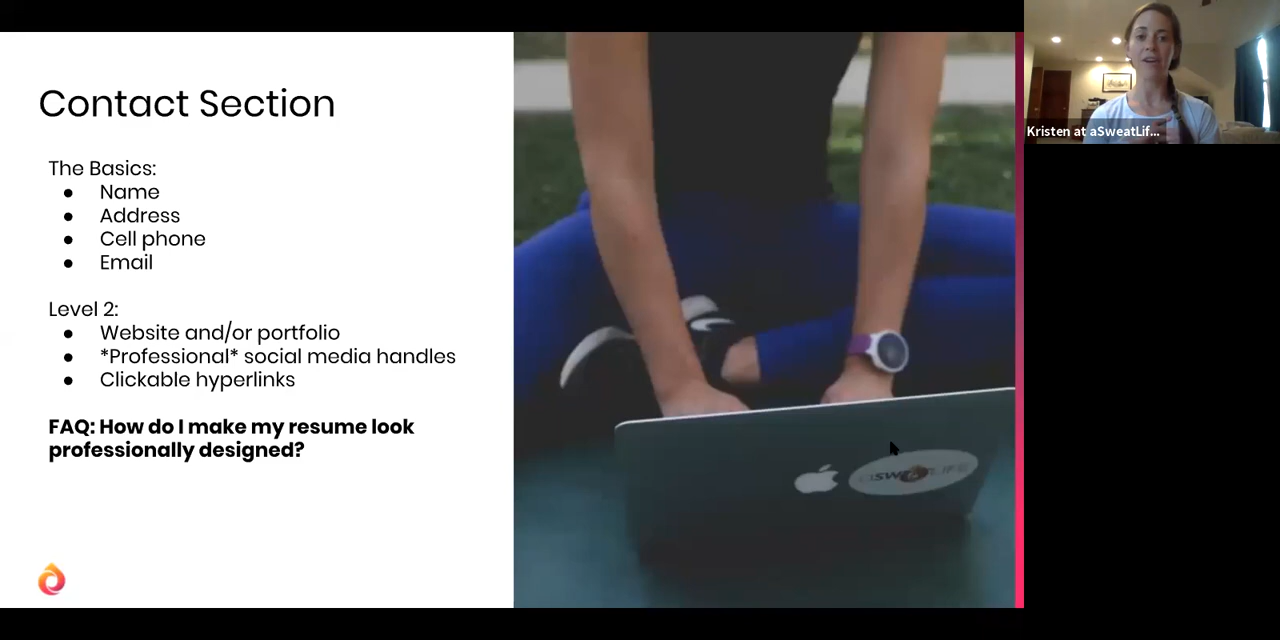 Contact Section
The Basics:
● Name
● Address
● Cell phone
● Email
Level 2:
● Website and/or portfolio
● *Professional* social media handles
● Clickable hyperlinks
FAQ: How do I make my resume look
professionally designed?
Kristen at aSweatLif...
aSWEATLIFE